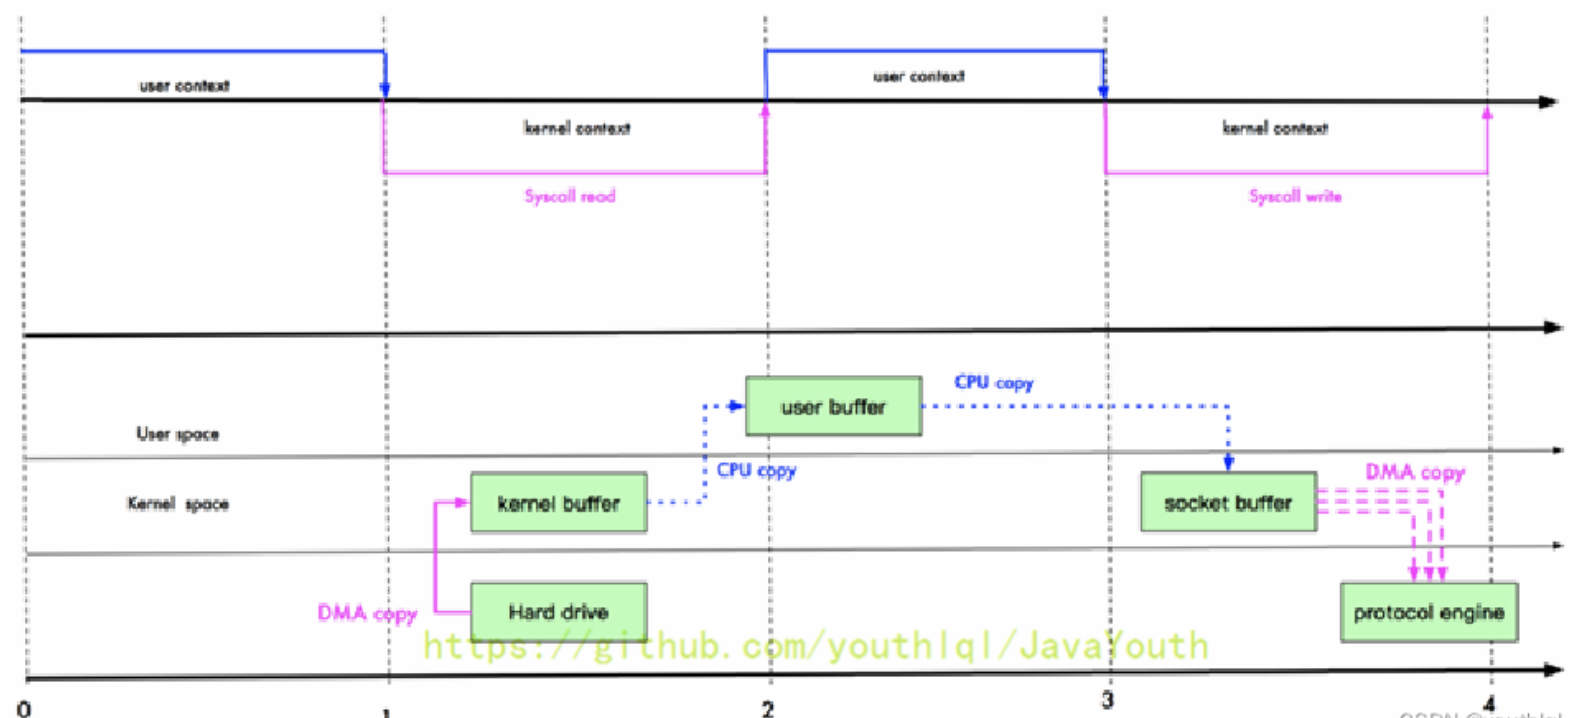 user context
user context
kernel context
kernel context
Syscall read
Syscall write
CPU copy
user buffer
User space
CPU copy
DMA copy
Kernel space
kernel buffer
socket buffer
DMA copy
Hard drive
protocol engine
https://github.com/youthlql/JavaYouth
0
1
2
3
4
CSDN @youthlql